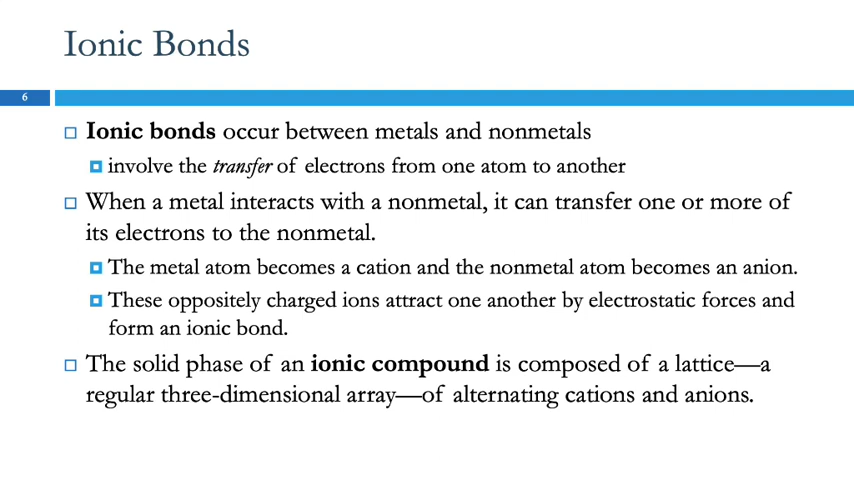 Ionic Bonds
6
Ionic bonds occur between metals and nonmetals
involve the transfer of electrons from one atom to another
When a metal interacts with a nonmetal, it can transfer one or more of
its electrons to the nonmetal.
The metal atom becomes a cation and the nonmetal atom becomes an anion.
These oppositely charged ions attract one another by electrostatic forces and
form an ionic bond.
The solid phase of an ionic compound is composed of a lattice—a
regular three-dimensional array—of alternating cations and anions.